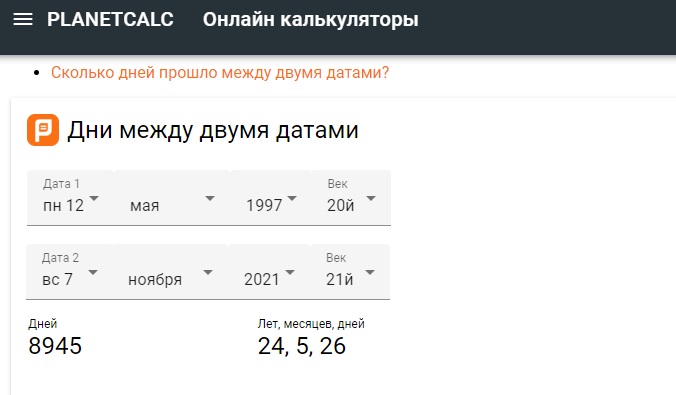 PLANETCALC Онлайн калькуляторы
Сколько дней прошло между двумя датами?
Дни между двумя датами
Дата 1 Век
пн 12 мая 1997 20й
Дата 2 Век
вс 7 ноября 2021 21й
Дней Лет, месяцев, дней
8945 24, 5, 26